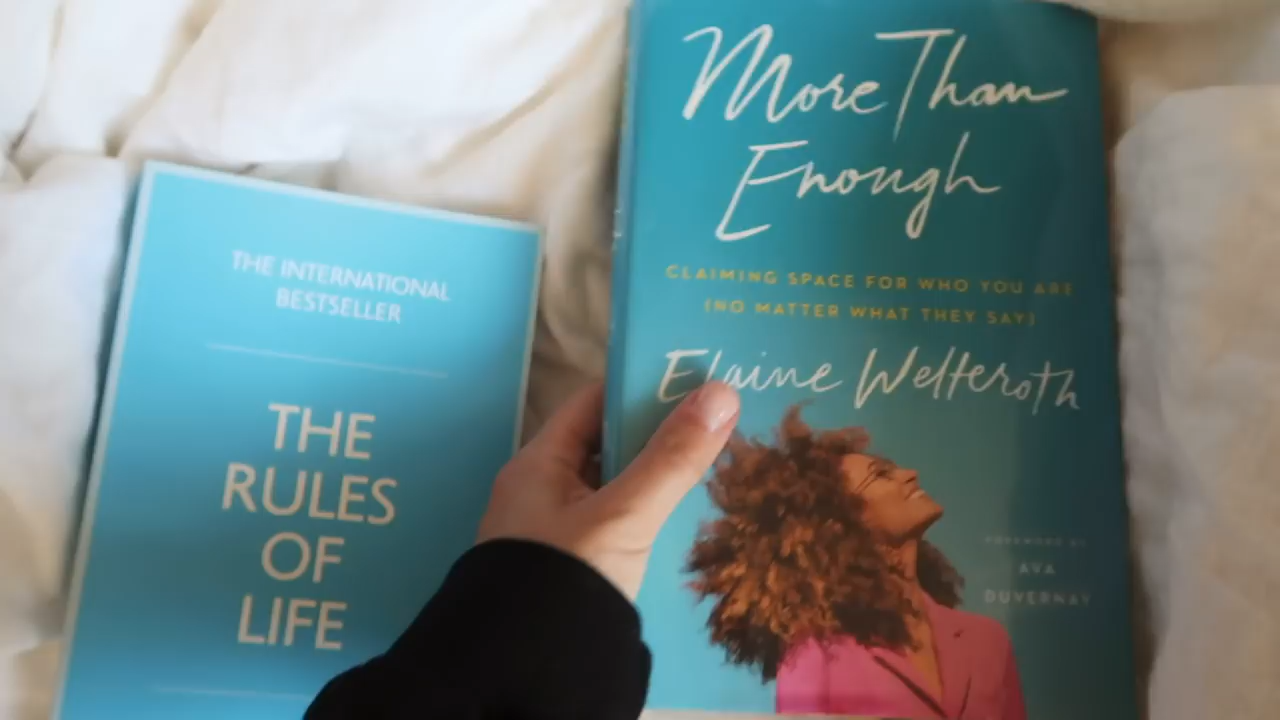 THE INTERNATIONAL
BESTSELLER
THE
RULES
OF
LIFE
More Than
Enough
CLAIMING SPACE FOR WHO YOU ARE
(NO MATTER WHAT THEY SAY)
Elaine Welteroth
FOREWORD BY
AVA
DUVERNAY